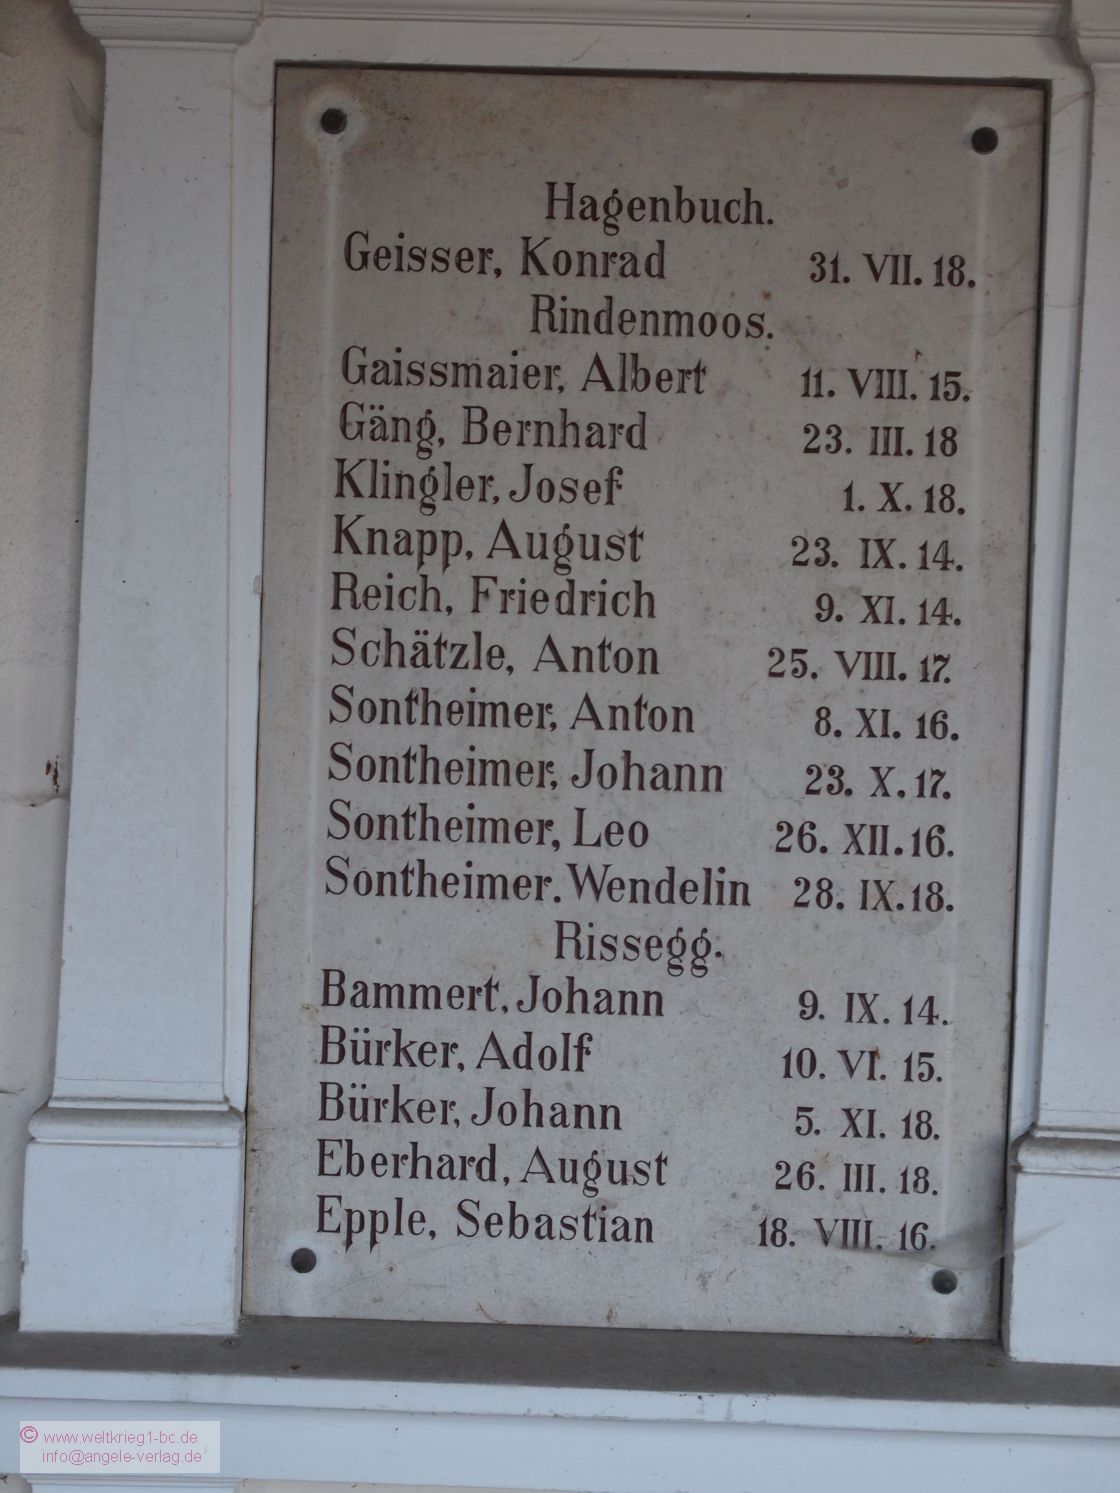 Hagenbuch.
Geisser, Konrad 31. VII. 18.
Rindenmoos.
Gaissmaier, Albert 11. VIII. 15.
Gäng, Bernhard 23. III. 18
Klingler, Josef 1. X. 18.
Knapp, August 23. IX. 14.
Reich, Friedrich 9. XI. 14.
Schätzle, Anton 25. VIII. 17.
Sontheimer, Anton 8. XI. 16.
Sontheimer, Johann 23. X. 17.
Sontheimer, Leo 26. XII. 16.
Sontheimer. Wendelin 28. IX. 18.
Rissegg.
Bammert, Johann 9. IX. 14.
Bürker, Adolf 10. VI. 15.
Bürker, Johann 5. XI. 18.
Eberhard, August 26. III. 18.
Epple, Sebastian 18. VIII. 16.
© www.weltkrieg1-bc.de
info@angele-verlag.de